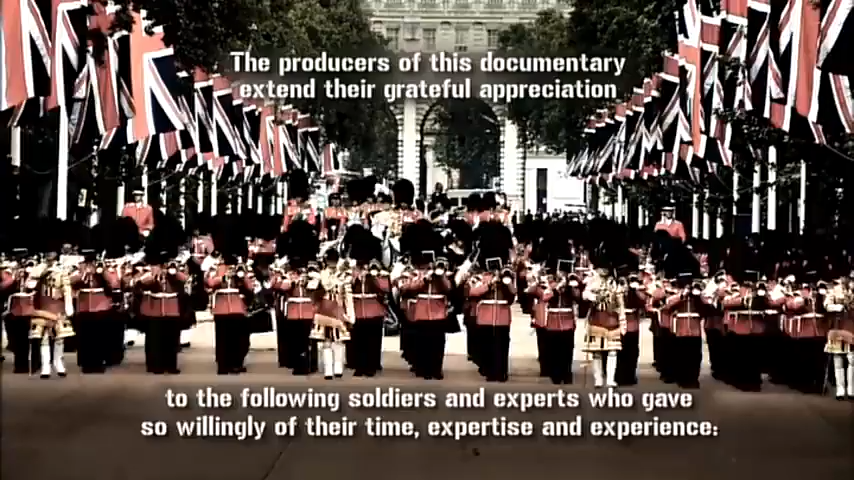 The producers of this documentary
extend their grateful appreciation
to the following soldiers and experts who gave
so willingly of their time, expertise and experience: